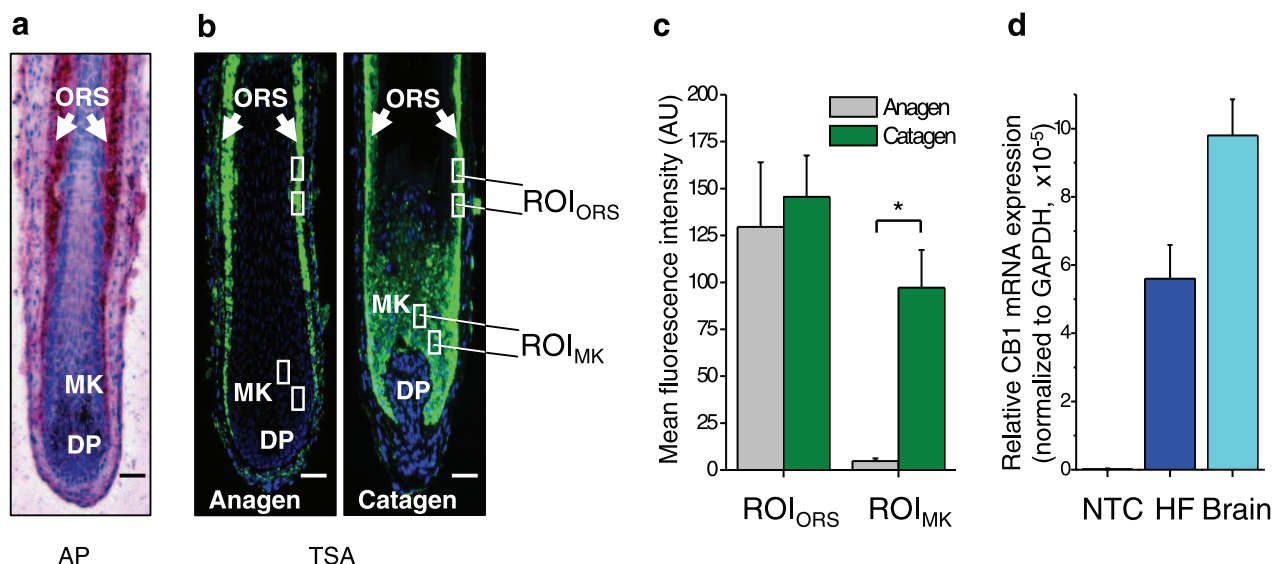 a
ORS
MK
DP
AP
b
ORS
MK
DP
Anagen
ORS
MK
DP
Catagen
ROI_ORS
ROI_MK
TSA
c
Mean fluorescence intensity (AU)
200
175
150
125
100
75
50
25
0
Anagen
Catagen
*
ROI_ORS ROI_MK
d
Relative CB1 mRNA expression
(normalized to GAPDH, x10⁻⁵)
10
8
6
4
2
0
NTC HF Brain